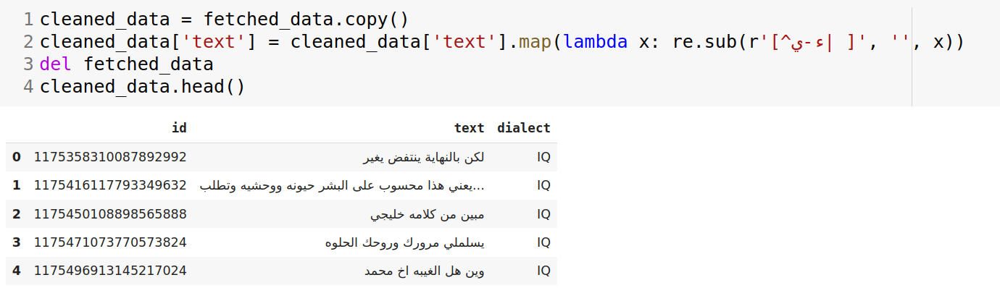 1 cleaned_data = fetched_data.copy()
2 cleaned_data['text'] = cleaned_data['text'].map(lambda x: re.sub(r'[^ي-ء| ]', '', x))
3 del fetched_data
4 cleaned_data.head()
id text dialect
0 1175358310087892992 لكن بالنهاية ينتفض يغير IQ
1 1175416117793349632 يعني هذا محسوب على البشر حيونه ووحشيه وتطلب... IQ
2 1175450108898565888 مبين من كلامه خليجي IQ
3 1175471073770573824 يسلملي مرورك وروحك الحلوه IQ
4 1175496913145217024 وين هل الغيبه اخ محمد IQ